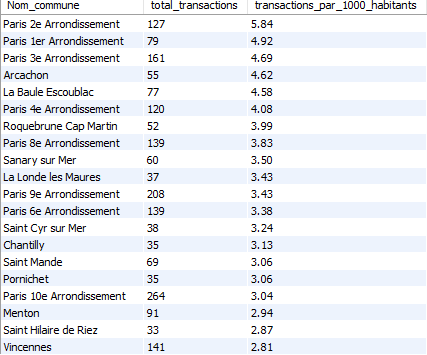 Nom_commune total_transactions transactions_par_1000_habitants
Paris 2e Arrondissement 127 5.84
Paris 1er Arrondissement 79 4.92
Paris 3e Arrondissement 161 4.69
Arcachon 55 4.62
La Baule Escoublac 77 4.58
Paris 4e Arrondissement 120 4.08
Roquebrune Cap Martin 52 3.99
Paris 8e Arrondissement 139 3.83
Sanary sur Mer 60 3.50
La Londe les Maures 37 3.43
Paris 9e Arrondissement 208 3.43
Paris 6e Arrondissement 139 3.38
Saint Cyr sur Mer 38 3.24
Chantilly 35 3.13
Saint Mande 69 3.06
Pornichet 35 3.06
Paris 10e Arrondissement 264 3.04
Menton 91 2.94
Saint Hilaire de Riez 33 2.87
Vincennes 141 2.81